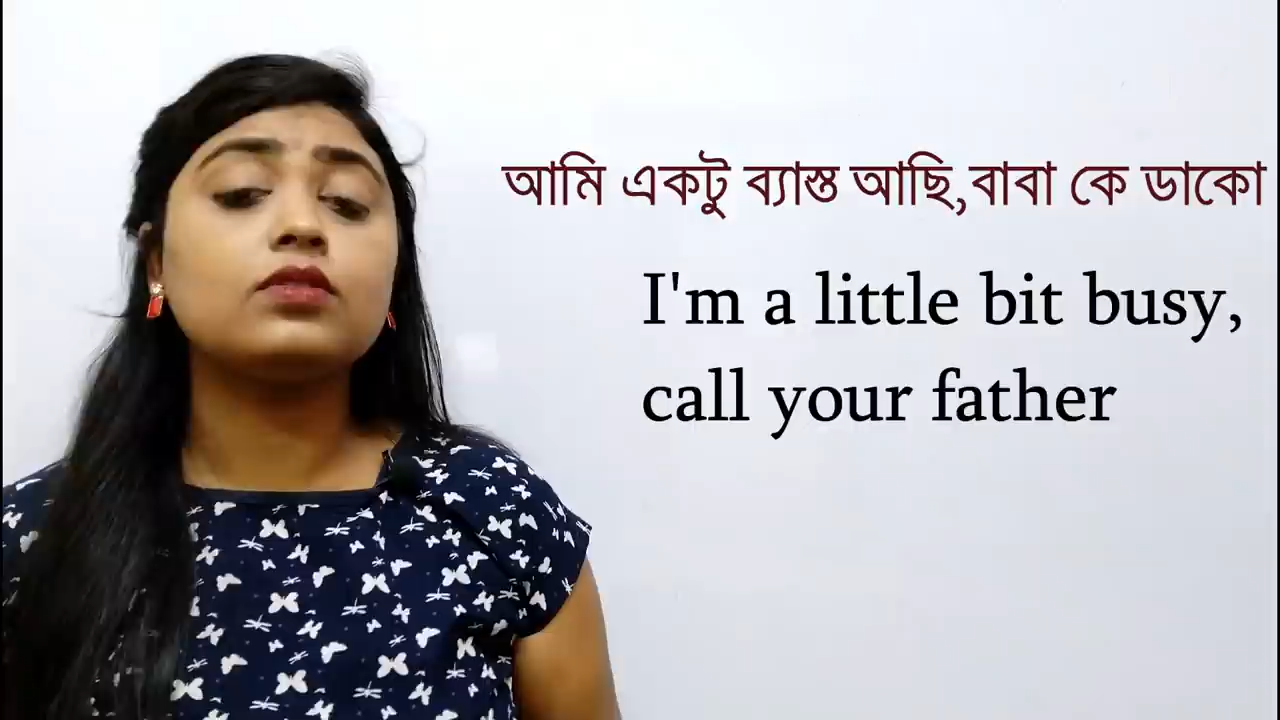 আমি একটু ব্যাস্ত আছি,বাবা কে ডাকো
I'm a little bit busy,
call your father